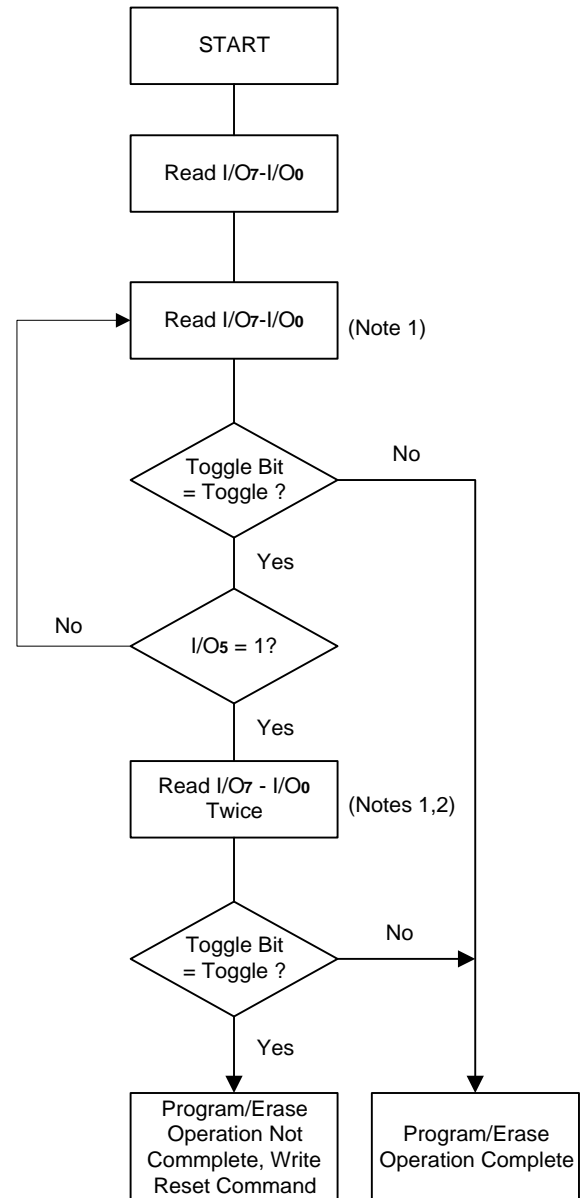 START
Read I/O7-I/O0
Read I/O7-I/O0
(Note 1)
Toggle Bit
= Toggle ?
No
Yes
No
I/O5 = 1?
Yes
Read I/O7 - I/O0
Twice
(Notes 1,2)
Toggle Bit
= Toggle ?
No
Yes
Program/Erase
Operation Not
Commplete, Write
Reset Command
Program/Erase
Operation Complete